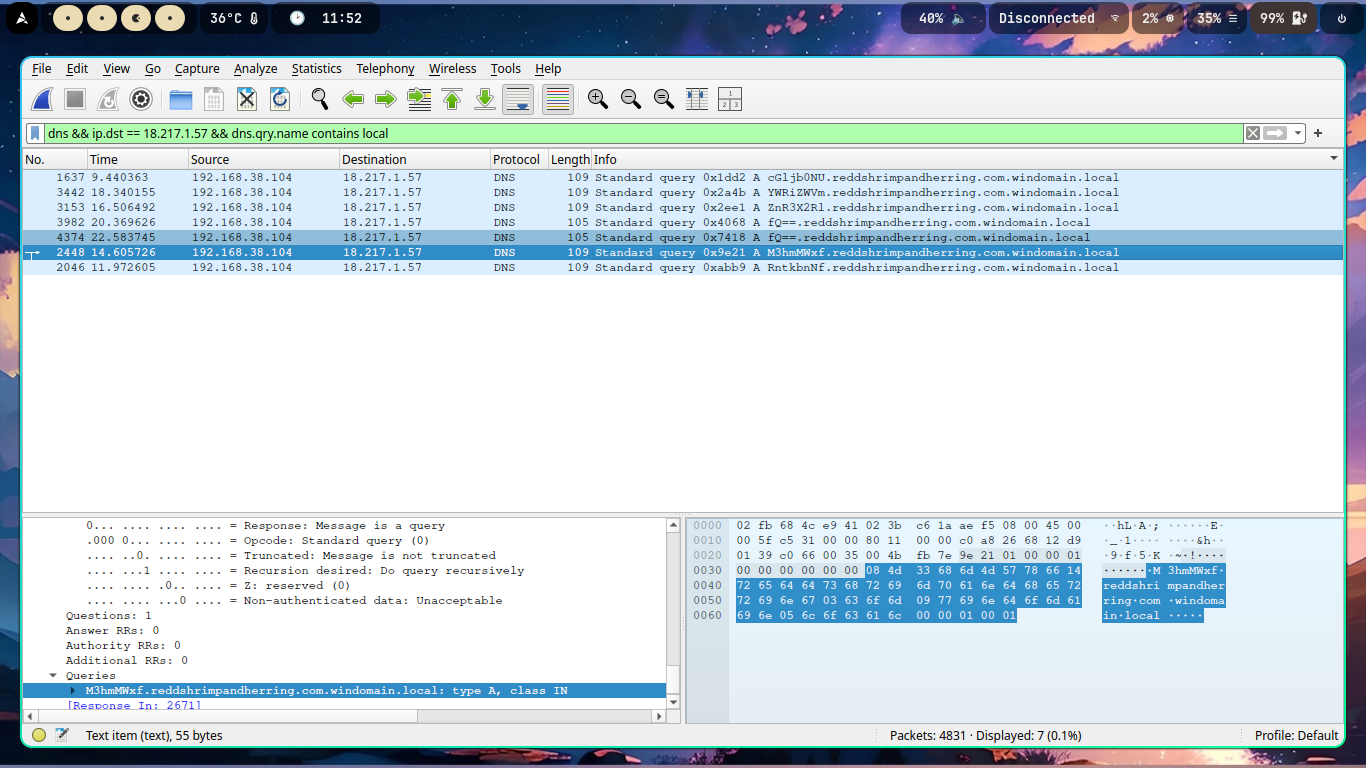 36°C 11:52 40% Disconnected 2% 35% 99%
File Edit View Go Capture Analyze Statistics Telephony Wireless Tools Help
dns && ip.dst == 18.217.1.57 && dns.qry.name contains local
No. Time Source Destination Protocol Length Info
1637 9.440363 192.168.38.104 18.217.1.57 DNS 109 Standard query 0x1dd2 A cGljb0NU.reddshrimpandherring.com.windomain.local
3442 18.340155 192.168.38.104 18.217.1.57 DNS 109 Standard query 0x2a4b A YWRiZWVm.reddshrimpandherring.com.windomain.local
3153 16.506492 192.168.38.104 18.217.1.57 DNS 109 Standard query 0x2ee1 A ZnR3X2Rl.reddshrimpandherring.com.windomain.local
3982 20.369626 192.168.38.104 18.217.1.57 DNS 105 Standard query 0x4068 A fQ==.reddshrimpandherring.com.windomain.local
4374 22.583745 192.168.38.104 18.217.1.57 DNS 105 Standard query 0x7418 A fQ==.reddshrimpandherring.com.windomain.local
2448 14.605726 192.168.38.104 18.217.1.57 DNS 109 Standard query 0x9e21 A M3hmMWxf.reddshrimpandherring.com.windomain.local
2046 11.972605 192.168.38.104 18.217.1.57 DNS 109 Standard query 0xabb9 A RntkbnNf.reddshrimpandherring.com.windomain.local
0... .... .... .... = Response: Message is a query
.000 0... .... .... = Opcode: Standard query (0)
.... ..0. .... .... = Truncated: Message is not truncated
.... ...1 .... .... = Recursion desired: Do query recursively
.... .... .0.. .... = Z: reserved (0)
.... .... ...0 .... = Non-authenticated data: Unacceptable
Questions: 1
Answer RRs: 0
Authority RRs: 0
Additional RRs: 0
Queries
M3hmMWxf.reddshrimpandherring.com.windomain.local: type A, class IN
[Response In: 2671]
0000 02 fb 68 4c e9 41 02 3b c6 1a ae f5 08 00 45 00 ··hL·A·; ······E·
0010 00 5f c5 31 00 00 80 11 00 00 c0 a8 26 68 12 d9 ·_·1···· ····&h··
0020 01 39 c0 66 00 35 00 4b fb 7e 9e 21 01 00 00 01 ·9·f·5·K ·~·!····
0030 00 00 00 00 00 00 08 4d 33 68 6d 4d 57 78 66 14 ·······M 3hmMWxf·
0040 72 65 64 64 73 68 72 69 6d 70 61 6e 64 68 65 72 reddshri mpandher
0050 72 69 6e 67 03 63 6f 6d 09 77 69 6e 64 6f 6d 61 ring·com ·windoma
0060 69 6e 05 6c 6f 63 61 6c 00 00 01 00 01 in·local ·····
Text item (text), 55 bytes Packets: 4831 · Displayed: 7 (0.1%) Profile: Default